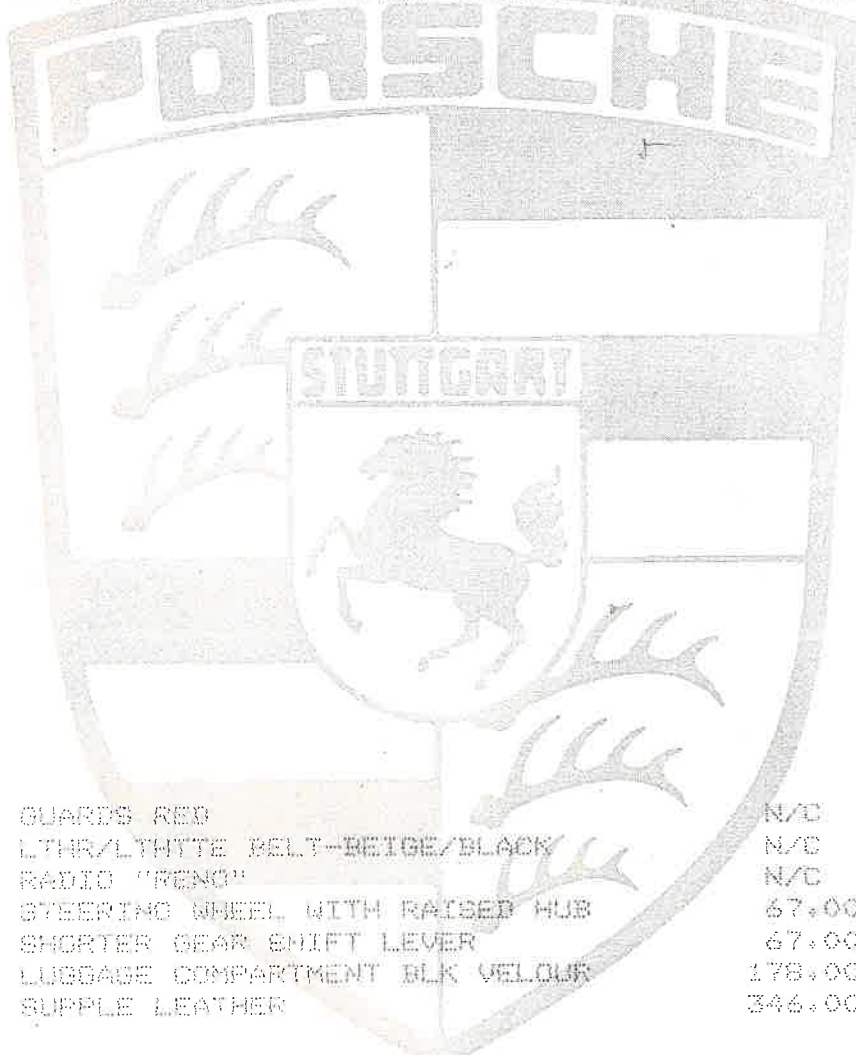 PORSCHE
STUTTGART
GUARDS RED N/C
LTHR/LTHTTE BELT-BEIGE/BLACK N/C
RADIO "RENO" N/C
STEERING WHEEL WITH RAISED HUB 67.00
SHORTER GEAR SHIFT LEVER 67.00
LUGGAGE COMPARTMENT BLK VELOUR 178.00
SUPPLE LEATHER 346.00